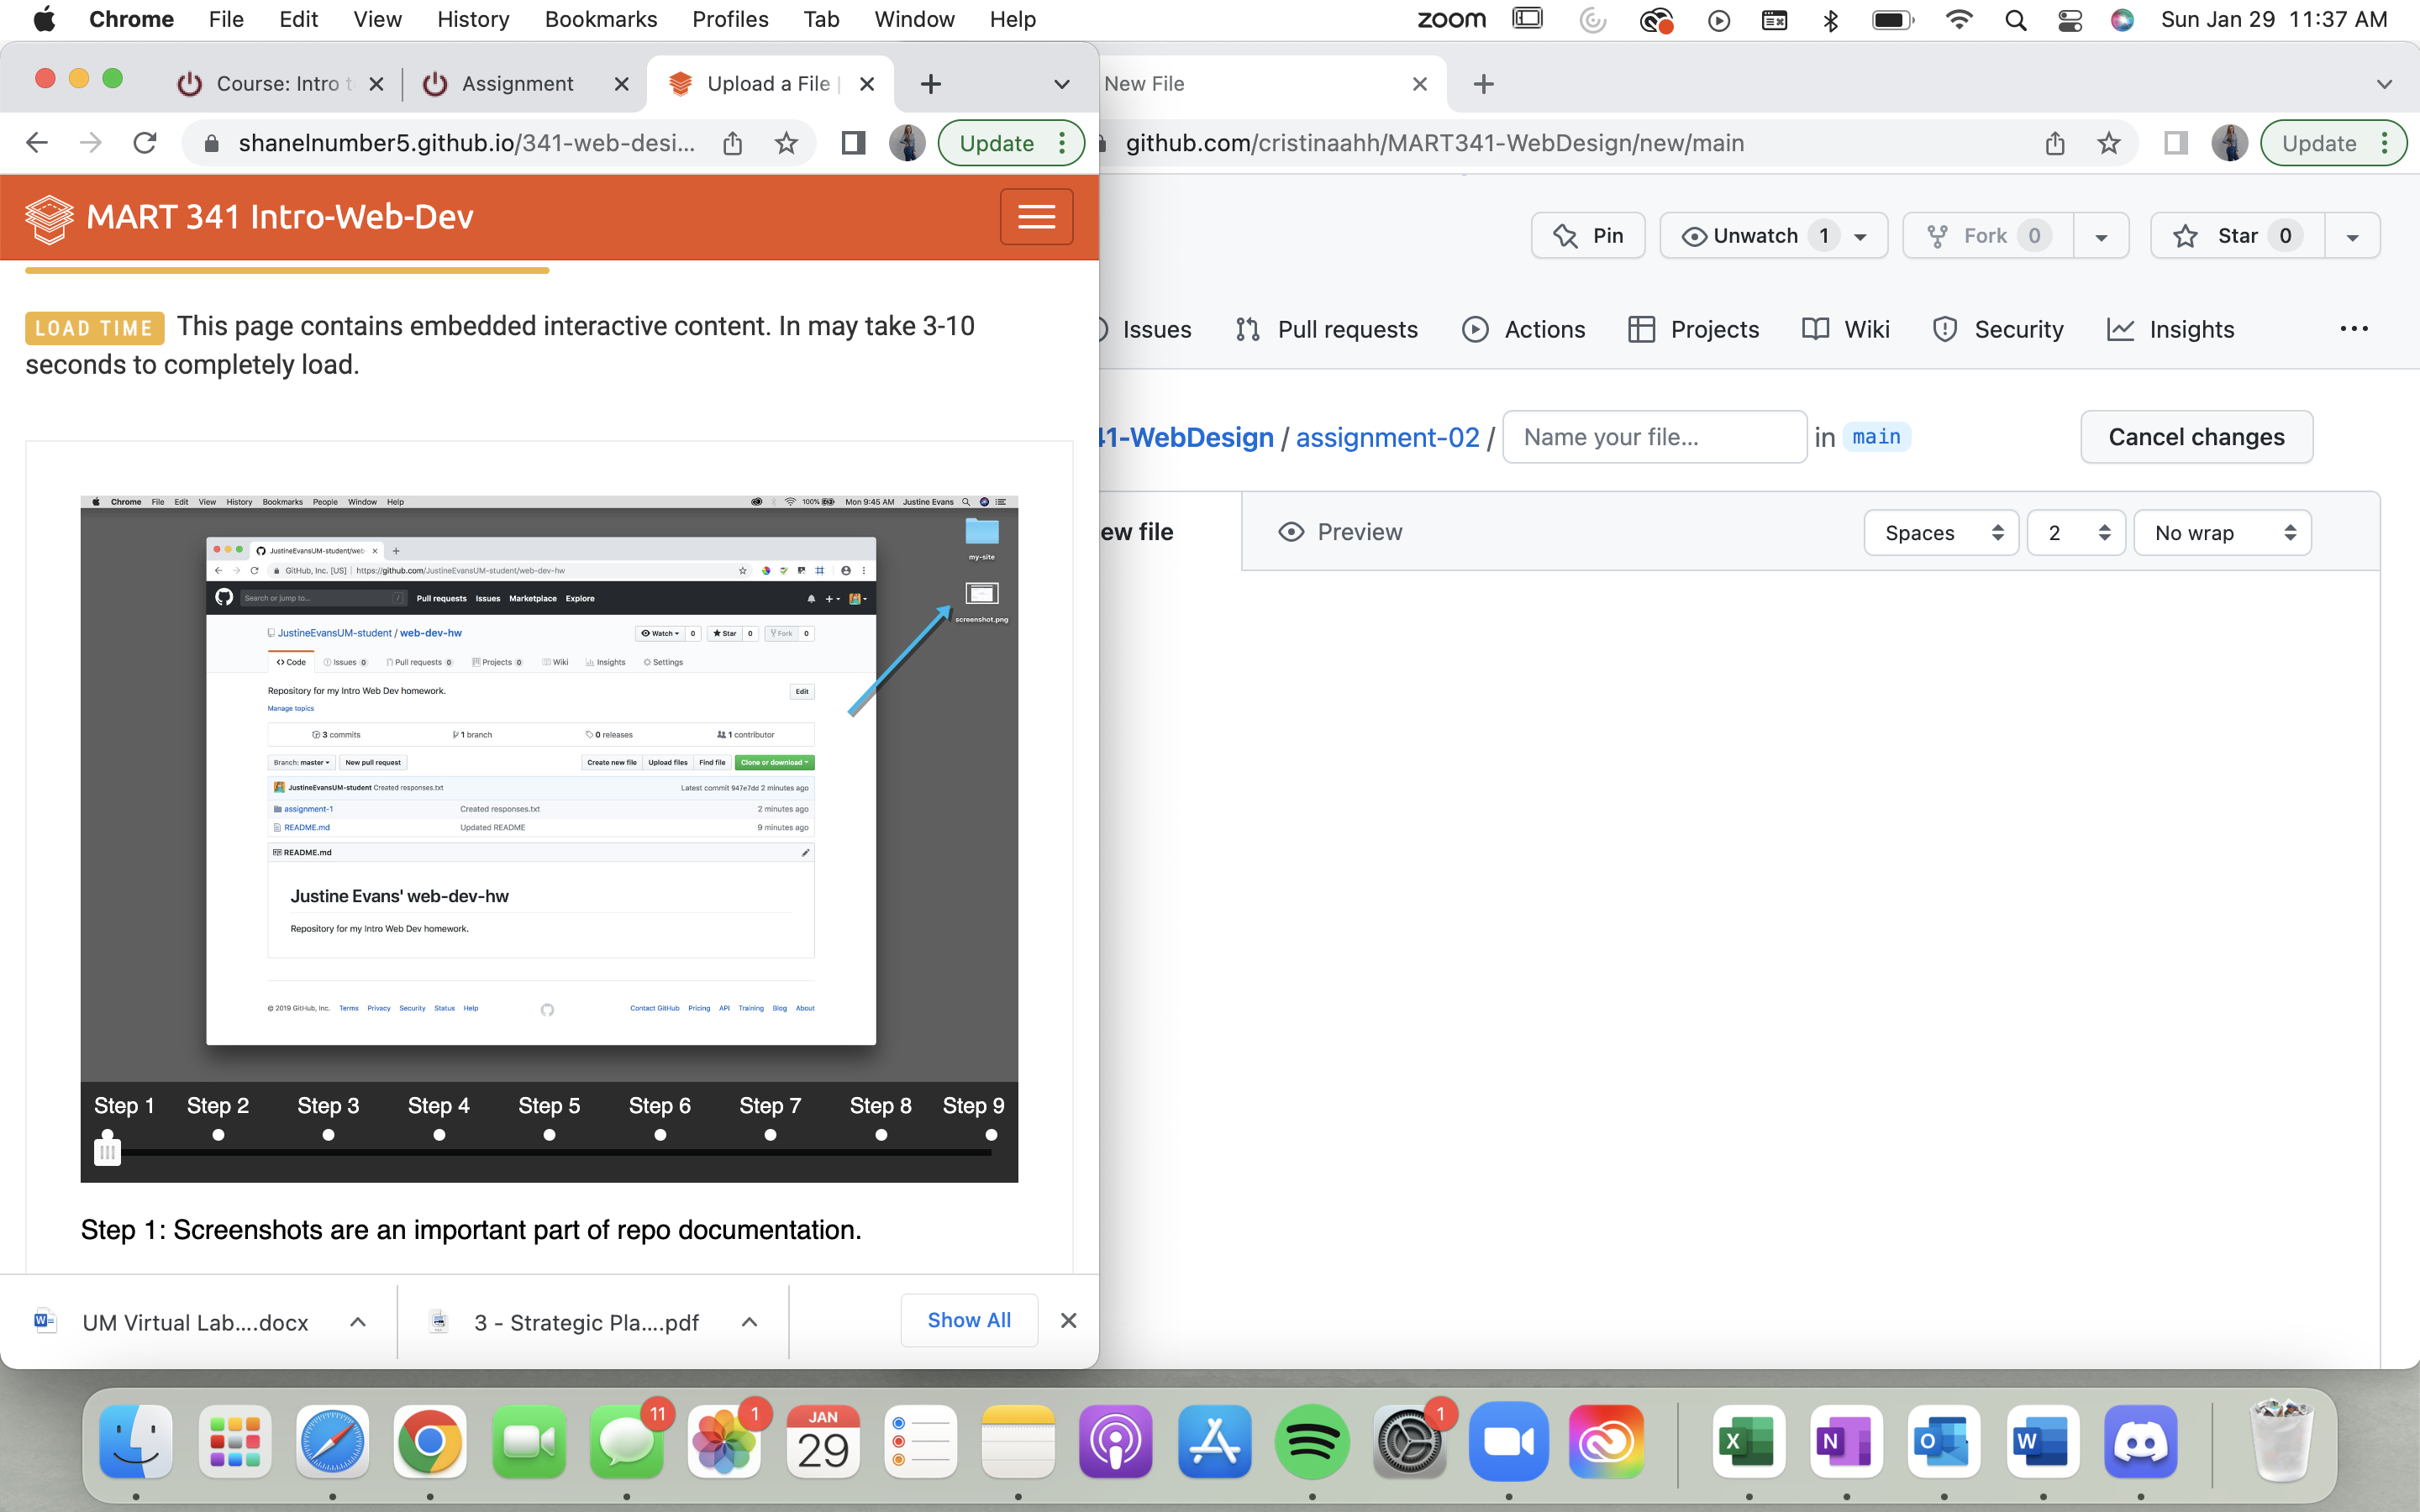 Chrome File Edit View History Bookmarks Profiles Tab Window Help
zoom
Sun Jan 29 11:37 AM
Course: Intro t
Assignment
Upload a File |
New File
shanelnumber5.github.io/341-web-desi...
Update
github.com/cristinaahh/MART341-WebDesign/new/main
Update
MART 341 Intro-Web-Dev
Pin
Unwatch 1
Fork 0
Star 0
LOAD TIME This page contains embedded interactive content. In may take 3-10
seconds to completely load.
Issues
Pull requests
Actions
Projects
Wiki
Security
Insights
41-WebDesign / assignment-02 / Name your file... in main
Cancel changes
ew file
Preview
Spaces
2
No wrap
Chrome File Edit View History Bookmarks People Window Help
100% Mon 9:45 AM Justine Evans
my-site
screenshot.png
JustineEvansUM-student/web-
GitHub, Inc. [US] | https://github.com/JustineEvansUM-student/web-dev-hw
Search or jump to... /
Pull requests Issues Marketplace Explore
JustineEvansUM-student / web-dev-hw
Watch 0
Star 0
Fork 0
Code Issues 0 Pull requests 0 Projects 0 Wiki Insights Settings
Repository for my Intro Web Dev homework.
Edit
Manage topics
3 commits 1 branch 0 releases 1 contributor
Branch: master
New pull request
Create new file Upload files Find file Clone or download
JustineEvansUM-student Created responses.txt
Latest commit 947e7dd 2 minutes ago
assignment-1 Created responses.txt 2 minutes ago
README.md Updated README 9 minutes ago
README.md
Justine Evans' web-dev-hw
Repository for my Intro Web Dev homework.
© 2019 GitHub, Inc. Terms Privacy Security Status Help
Contact GitHub Pricing API Training Blog About
Step 1 Step 2 Step 3 Step 4 Step 5 Step 6 Step 7 Step 8 Step 9
Step 1: Screenshots are an important part of repo documentation.
UM Virtual Lab....docx
3 - Strategic Pla....pdf
Show All
11
1
JAN
29
1
X
N
O
W